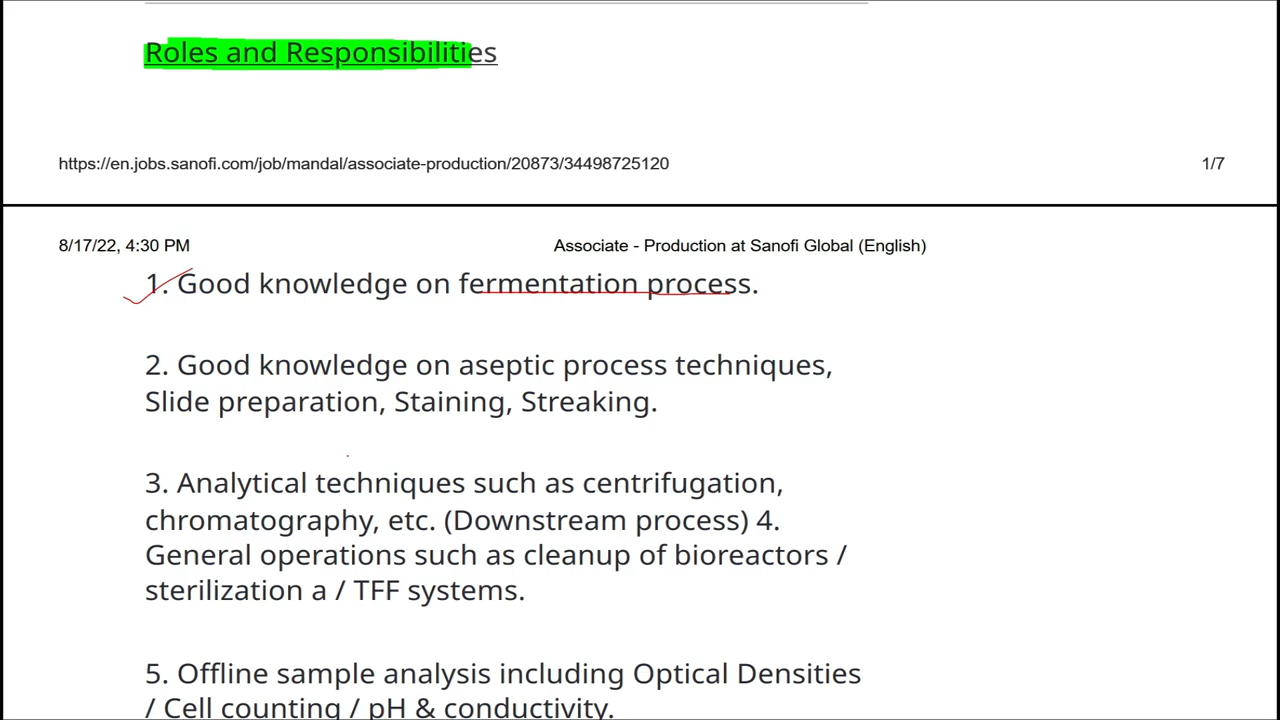 Roles and Responsibilities
https://en.jobs.sanofi.com/job/mandal/associate-production/20873/34498725120 1/7
8/17/22, 4:30 PM Associate - Production at Sanofi Global (English)
1. Good knowledge on fermentation process.
2. Good knowledge on aseptic process techniques,
Slide preparation, Staining, Streaking.
3. Analytical techniques such as centrifugation,
chromatography, etc. (Downstream process) 4.
General operations such as cleanup of bioreactors /
sterilization a / TFF systems.
5. Offline sample analysis including Optical Densities
/ Cell counting / pH & conductivity.